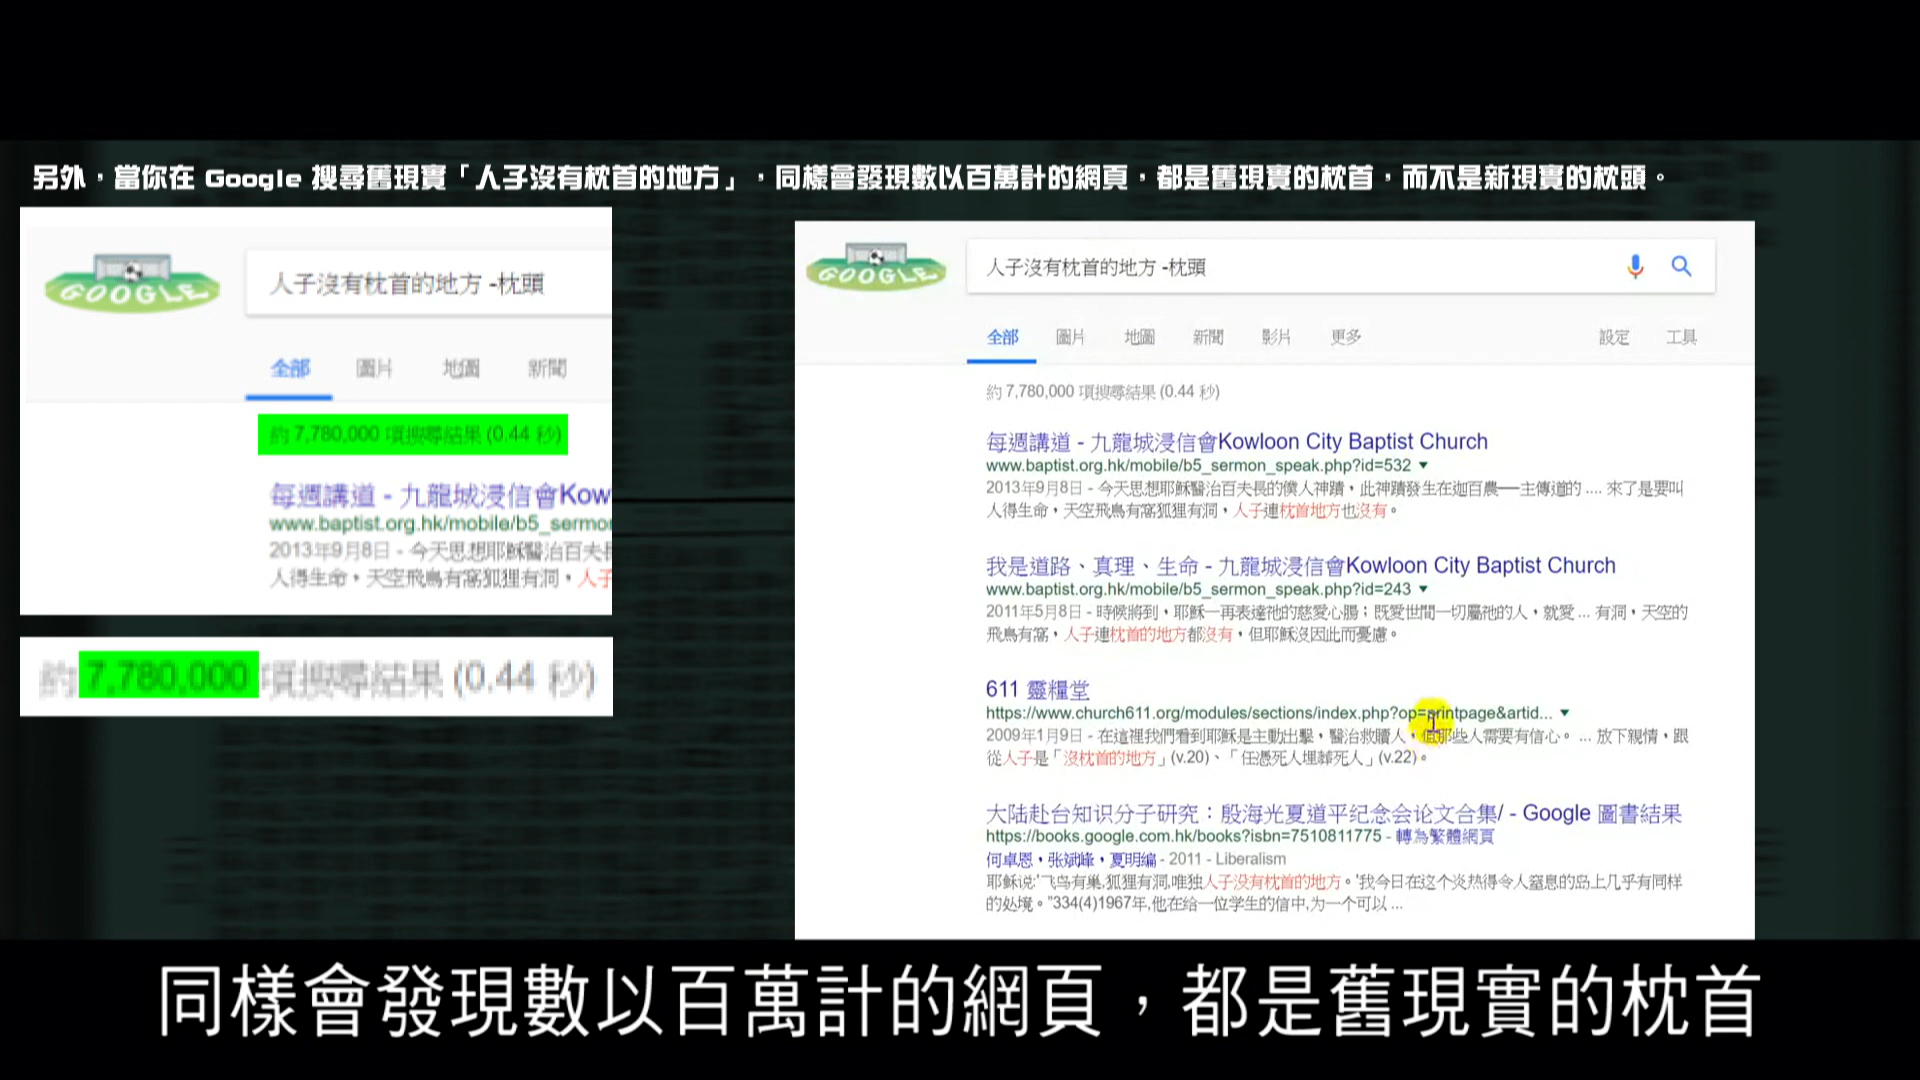 另外，當你在 Google 搜尋舊現實「人子沒有枕首的地方」，同樣會發現數以百萬計的網頁，都是舊現實的枕首，而不是新現實的枕頭。
GOOGLE
人子沒有枕首的地方 -枕頭
全部 圖片 地圖 新聞
約 7,780,000 項搜尋結果 (0.44 秒)
每週講道 - 九龍城浸信會Kow
www.baptist.org.hk/mobile/b5_sermo
2013年9月8日 - 今天思想耶穌醫治百夫長
人得生命，天空飛鳥有窩狐狸有洞，人子
約 7,780,000 項搜尋結果 (0.44 秒)
GOOGLE
人子沒有枕首的地方 -枕頭
全部 圖片 地圖 新聞 影片 更多 設定 工具
約 7,780,000 項搜尋結果 (0.44 秒)
每週講道 - 九龍城浸信會Kowloon City Baptist Church
www.baptist.org.hk/mobile/b5_sermon_speak.php?id=532
2013年9月8日 - 今天思想耶穌醫治百夫長的僕人神蹟，此神蹟發生在迦百農──主傳道的 .... 來了是要叫
人得生命，天空飛鳥有窩狐狸有洞，人子連枕首地方也沒有。
我是道路、真理、生命 - 九龍城浸信會Kowloon City Baptist Church
www.baptist.org.hk/mobile/b5_sermon_speak.php?id=243
2011年5月8日 - 時候將到，耶穌一再表達祂的慈愛心腸；既愛世間一切屬祂的人，就愛 ... 有洞，天空的
飛鳥有窩，人子連枕首的地方都沒有，但耶穌沒因此而憂慮。
611 靈糧堂
https://www.church611.org/modules/sections/index.php?op=printpage&artid...
2009年1月9日 - 在這裡我們看到耶穌是主動出擊，醫治救贖人，但那些人需要有信心。 ... 放下親情，跟
從人子是「沒枕首的地方」(v.20)、「任憑死人埋葬死人」(v.22)。
大陆赴台知识分子研究：殷海光夏道平纪念会论文合集/ - Google 圖書結果
https://books.google.com.hk/books?isbn=7510811775 - 轉為繁體網頁
何卓恩，张斌峰，夏明编 - 2011 - Liberalism
耶稣说:'飞鸟有巢,狐狸有洞,唯独人子没有枕首的地方。'我今日在这个炎热得令人窒息的岛上几乎有同样
的处境。"334(4)1967年,他在给一位学生的信中,为一个可以 ...
同樣會發現數以百萬計的網頁，都是舊現實的枕首